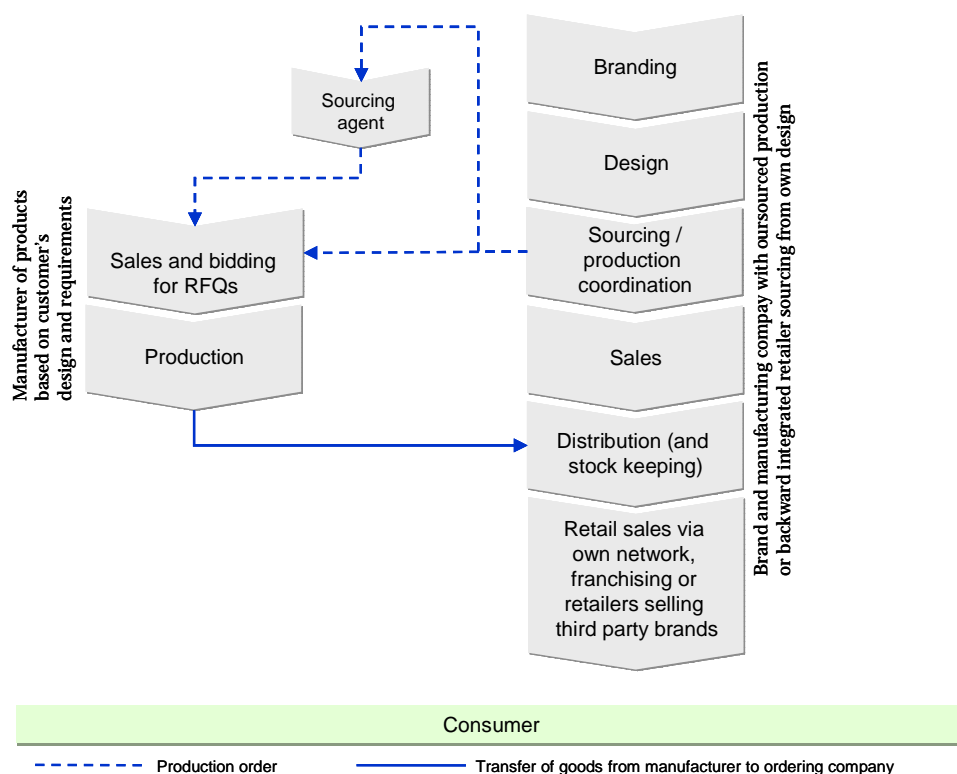 Branding
Sourcing
agent
Design
Manufacturer of products
based on customer's
design and requirements
Sales and bidding
for RFQs
Sourcing /
production
coordination
Production
Sales
Distribution (and
stock keeping)
Retail sales via
own network,
franchising or
retailers selling
third party brands
Brand and manufacturing compay with oursourced production
or backward integrated retailer sourcing from own design
Consumer
Production order
Transfer of goods from manufacturer to ordering company